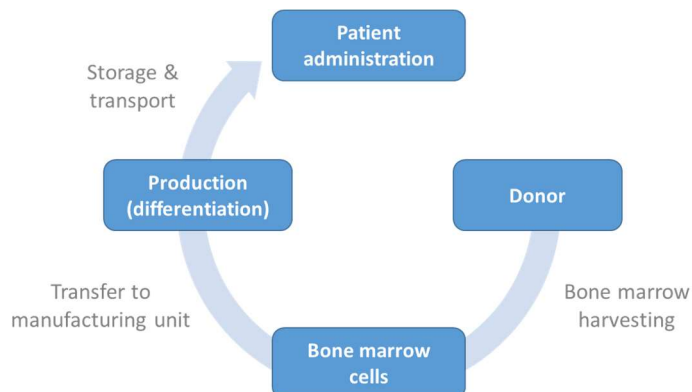 Patient
administration
Storage &
transport
Production
(differentiation)
Donor
Transfer to
manufacturing unit
Bone marrow
harvesting
Bone marrow
cells